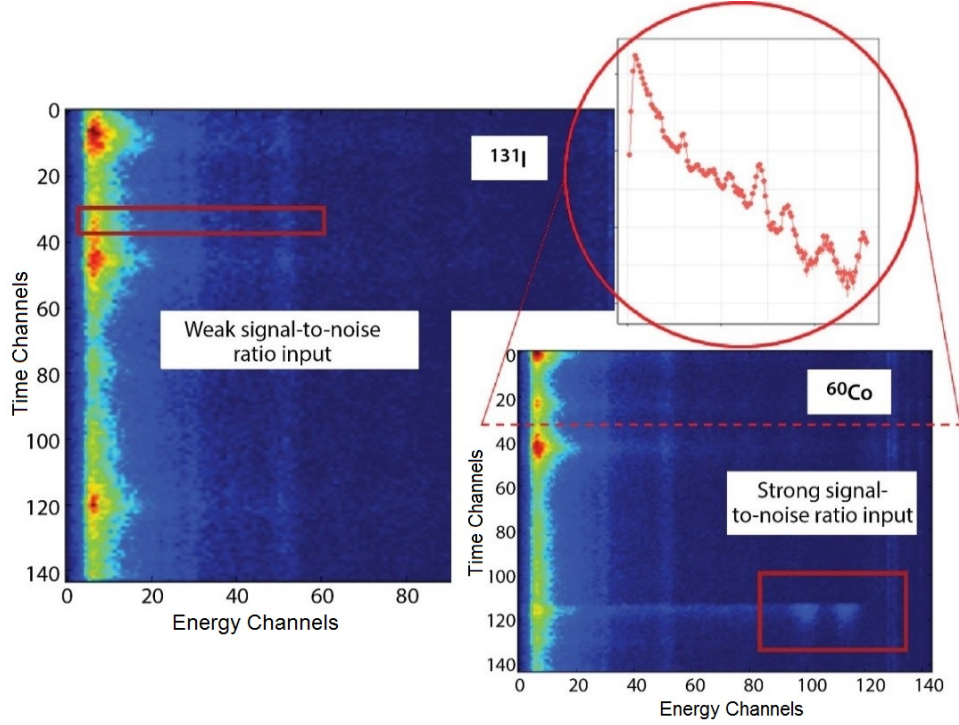 0
20
40
60
80
100
120
140
Time Channels
0
20
40
60
80
Energy Channels
¹³¹I
Weak signal-to-noise
ratio input
0
20
40
60
80
100
120
140
Time Channels
0
20
40
60
80
100
120
140
Energy Channels
⁶⁰Co
Strong signal-
to-noise ratio input